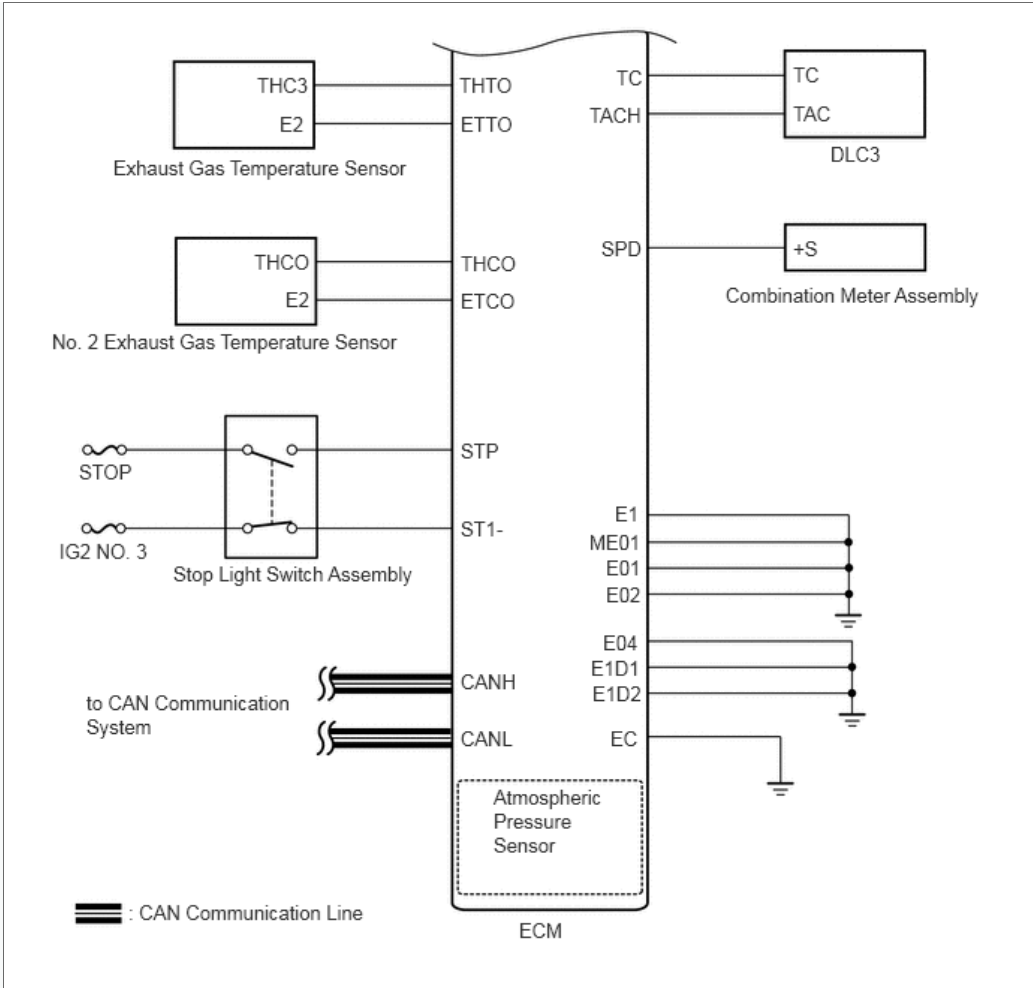 THC3
E2
Exhaust Gas Temperature Sensor
THTO
ETTO
TC
TACH
TC
TAC
DLC3
THCO
E2
No. 2 Exhaust Gas Temperature Sensor
THCO
ETCO
SPD
+S
Combination Meter Assembly
STOP
IG2 NO. 3
Stop Light Switch Assembly
STP
ST1-
E1
ME01
E01
E02
E04
E1D1
E1D2
EC
to CAN Communication
System
CANH
CANL
Atmospheric
Pressure
Sensor
: CAN Communication Line
ECM